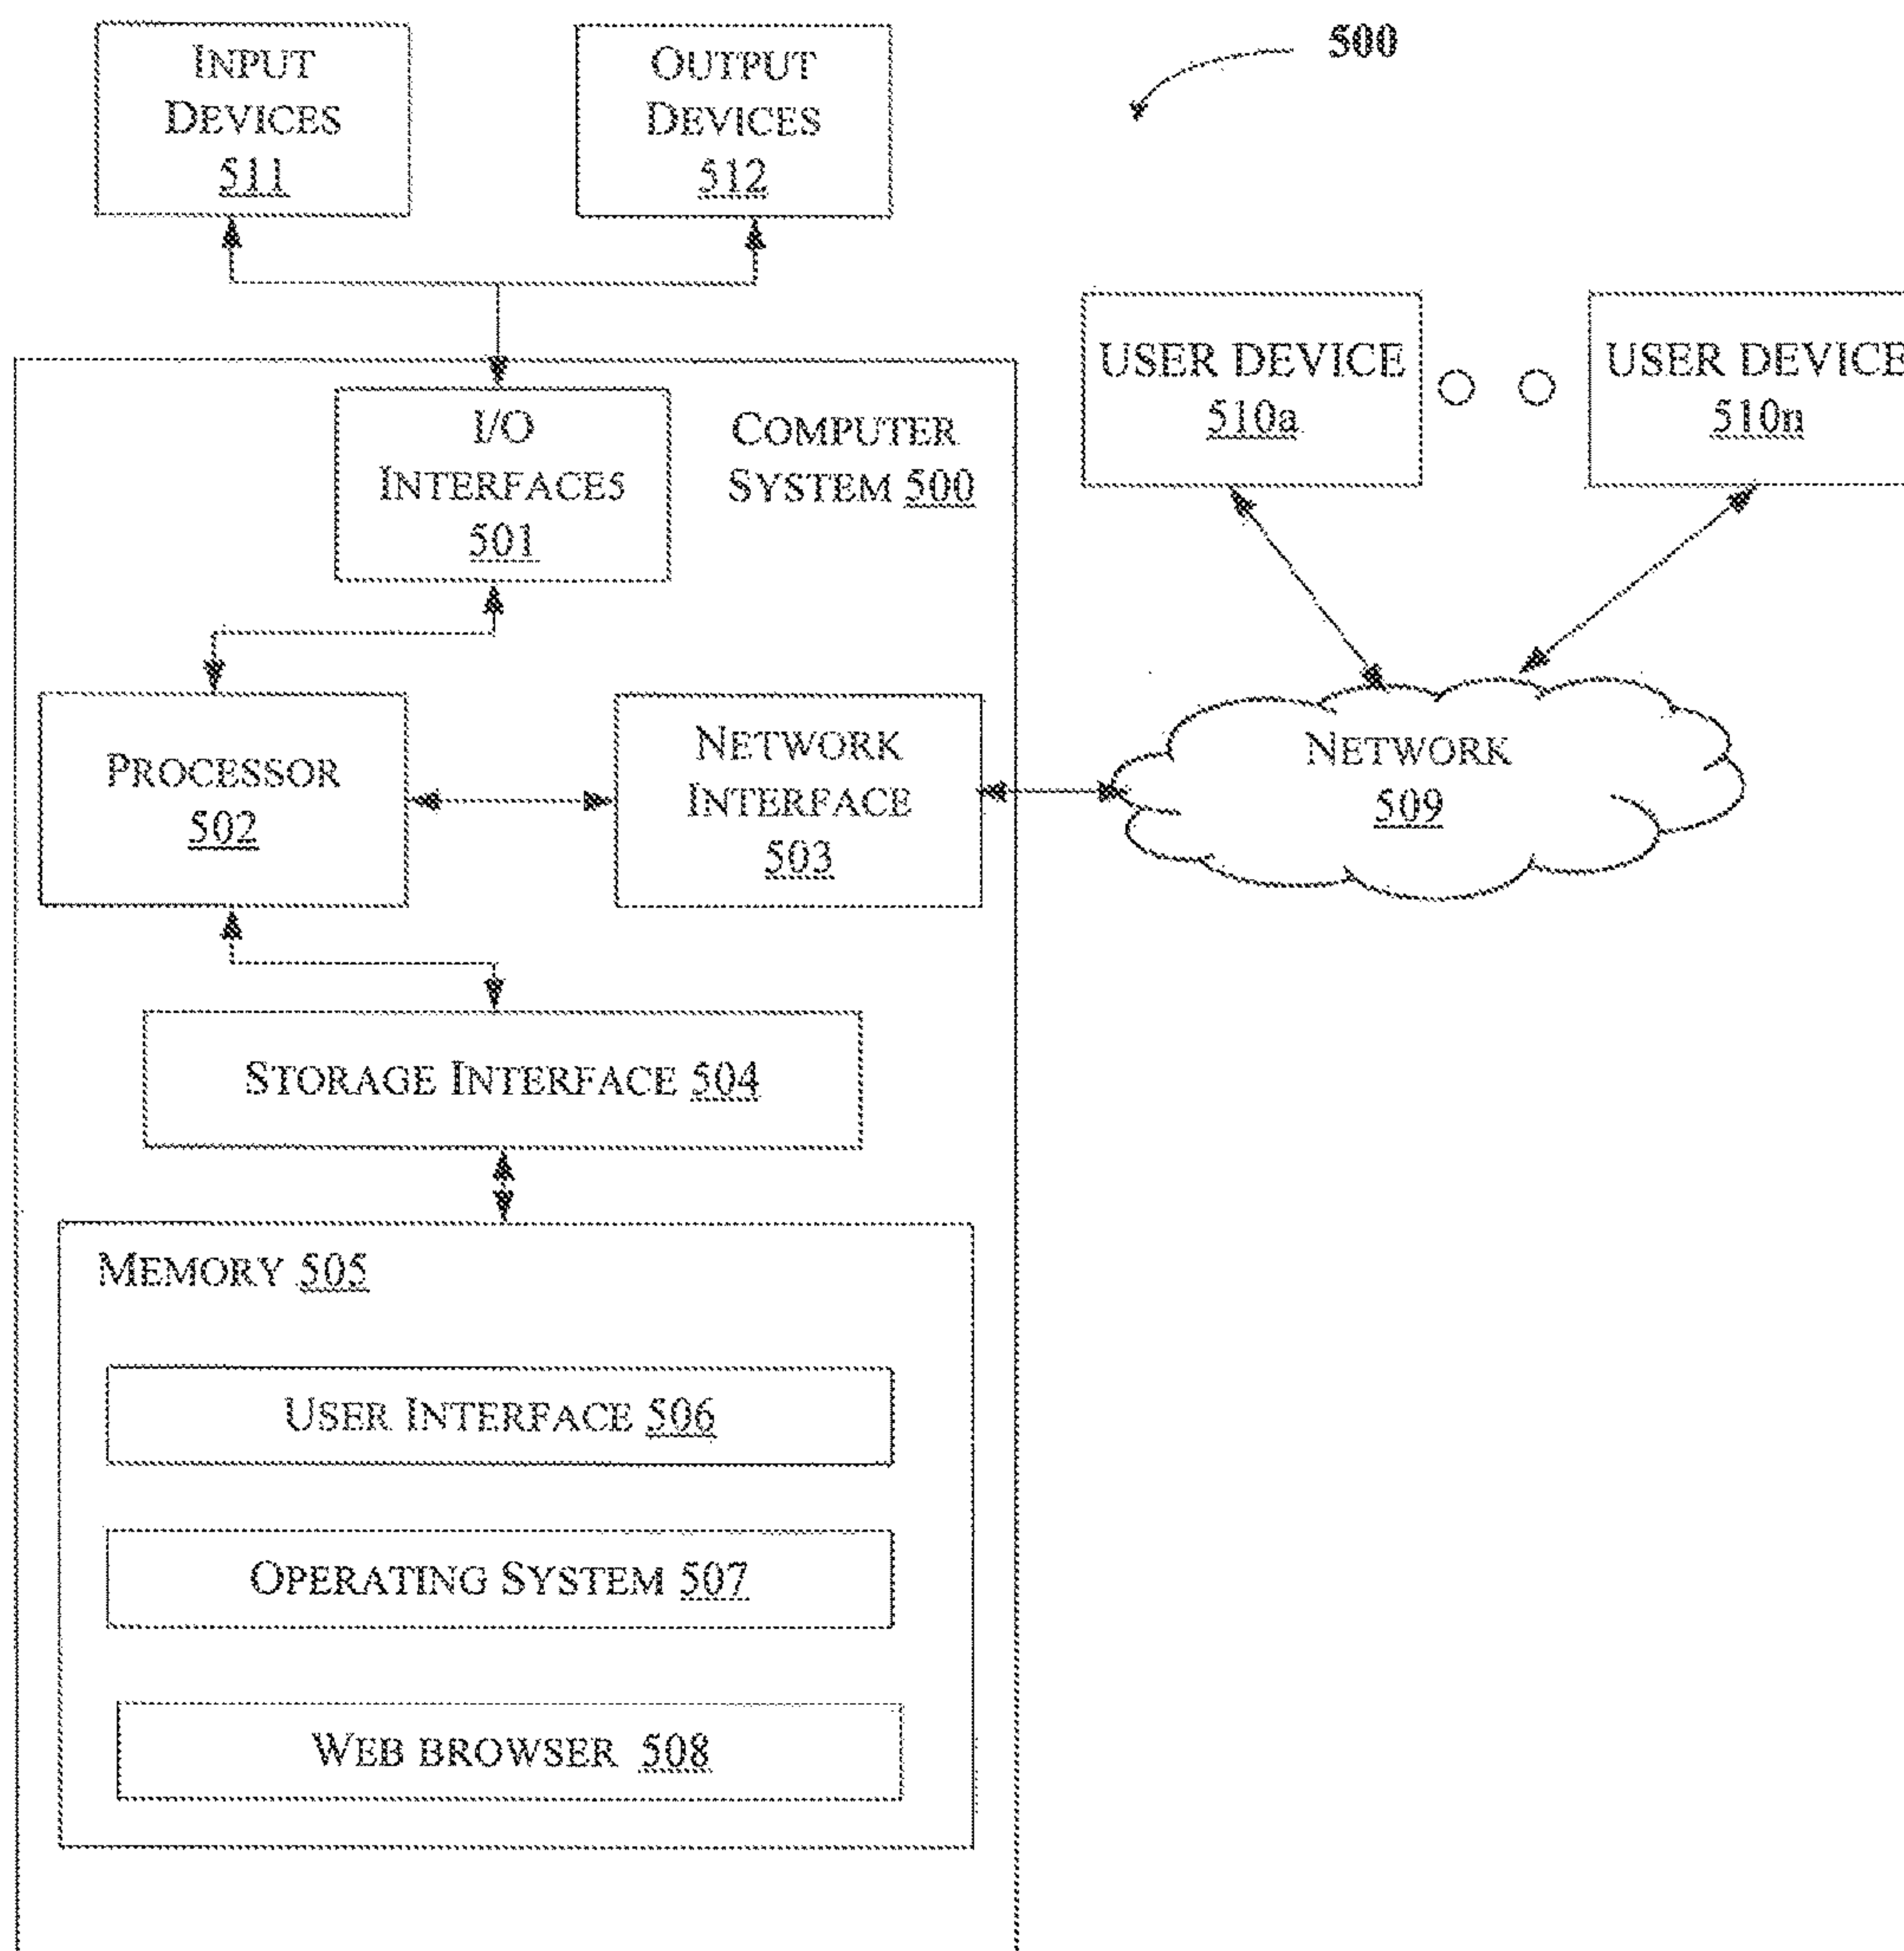 500
INPUT
DEVICES
511
OUTPUT
DEVICES
512
I/O
INTERFACE5
501
COMPUTER
SYSTEM 500
USER DEVICE
510a
USER DEVICE
510n
PROCESSOR
502
NETWORK
INTERFACE
503
NETWORK
509
STORAGE INTERFACE 504
MEMORY 505
USER INTERFACE 506
OPERATING SYSTEM 507
WEB BROWSER 508